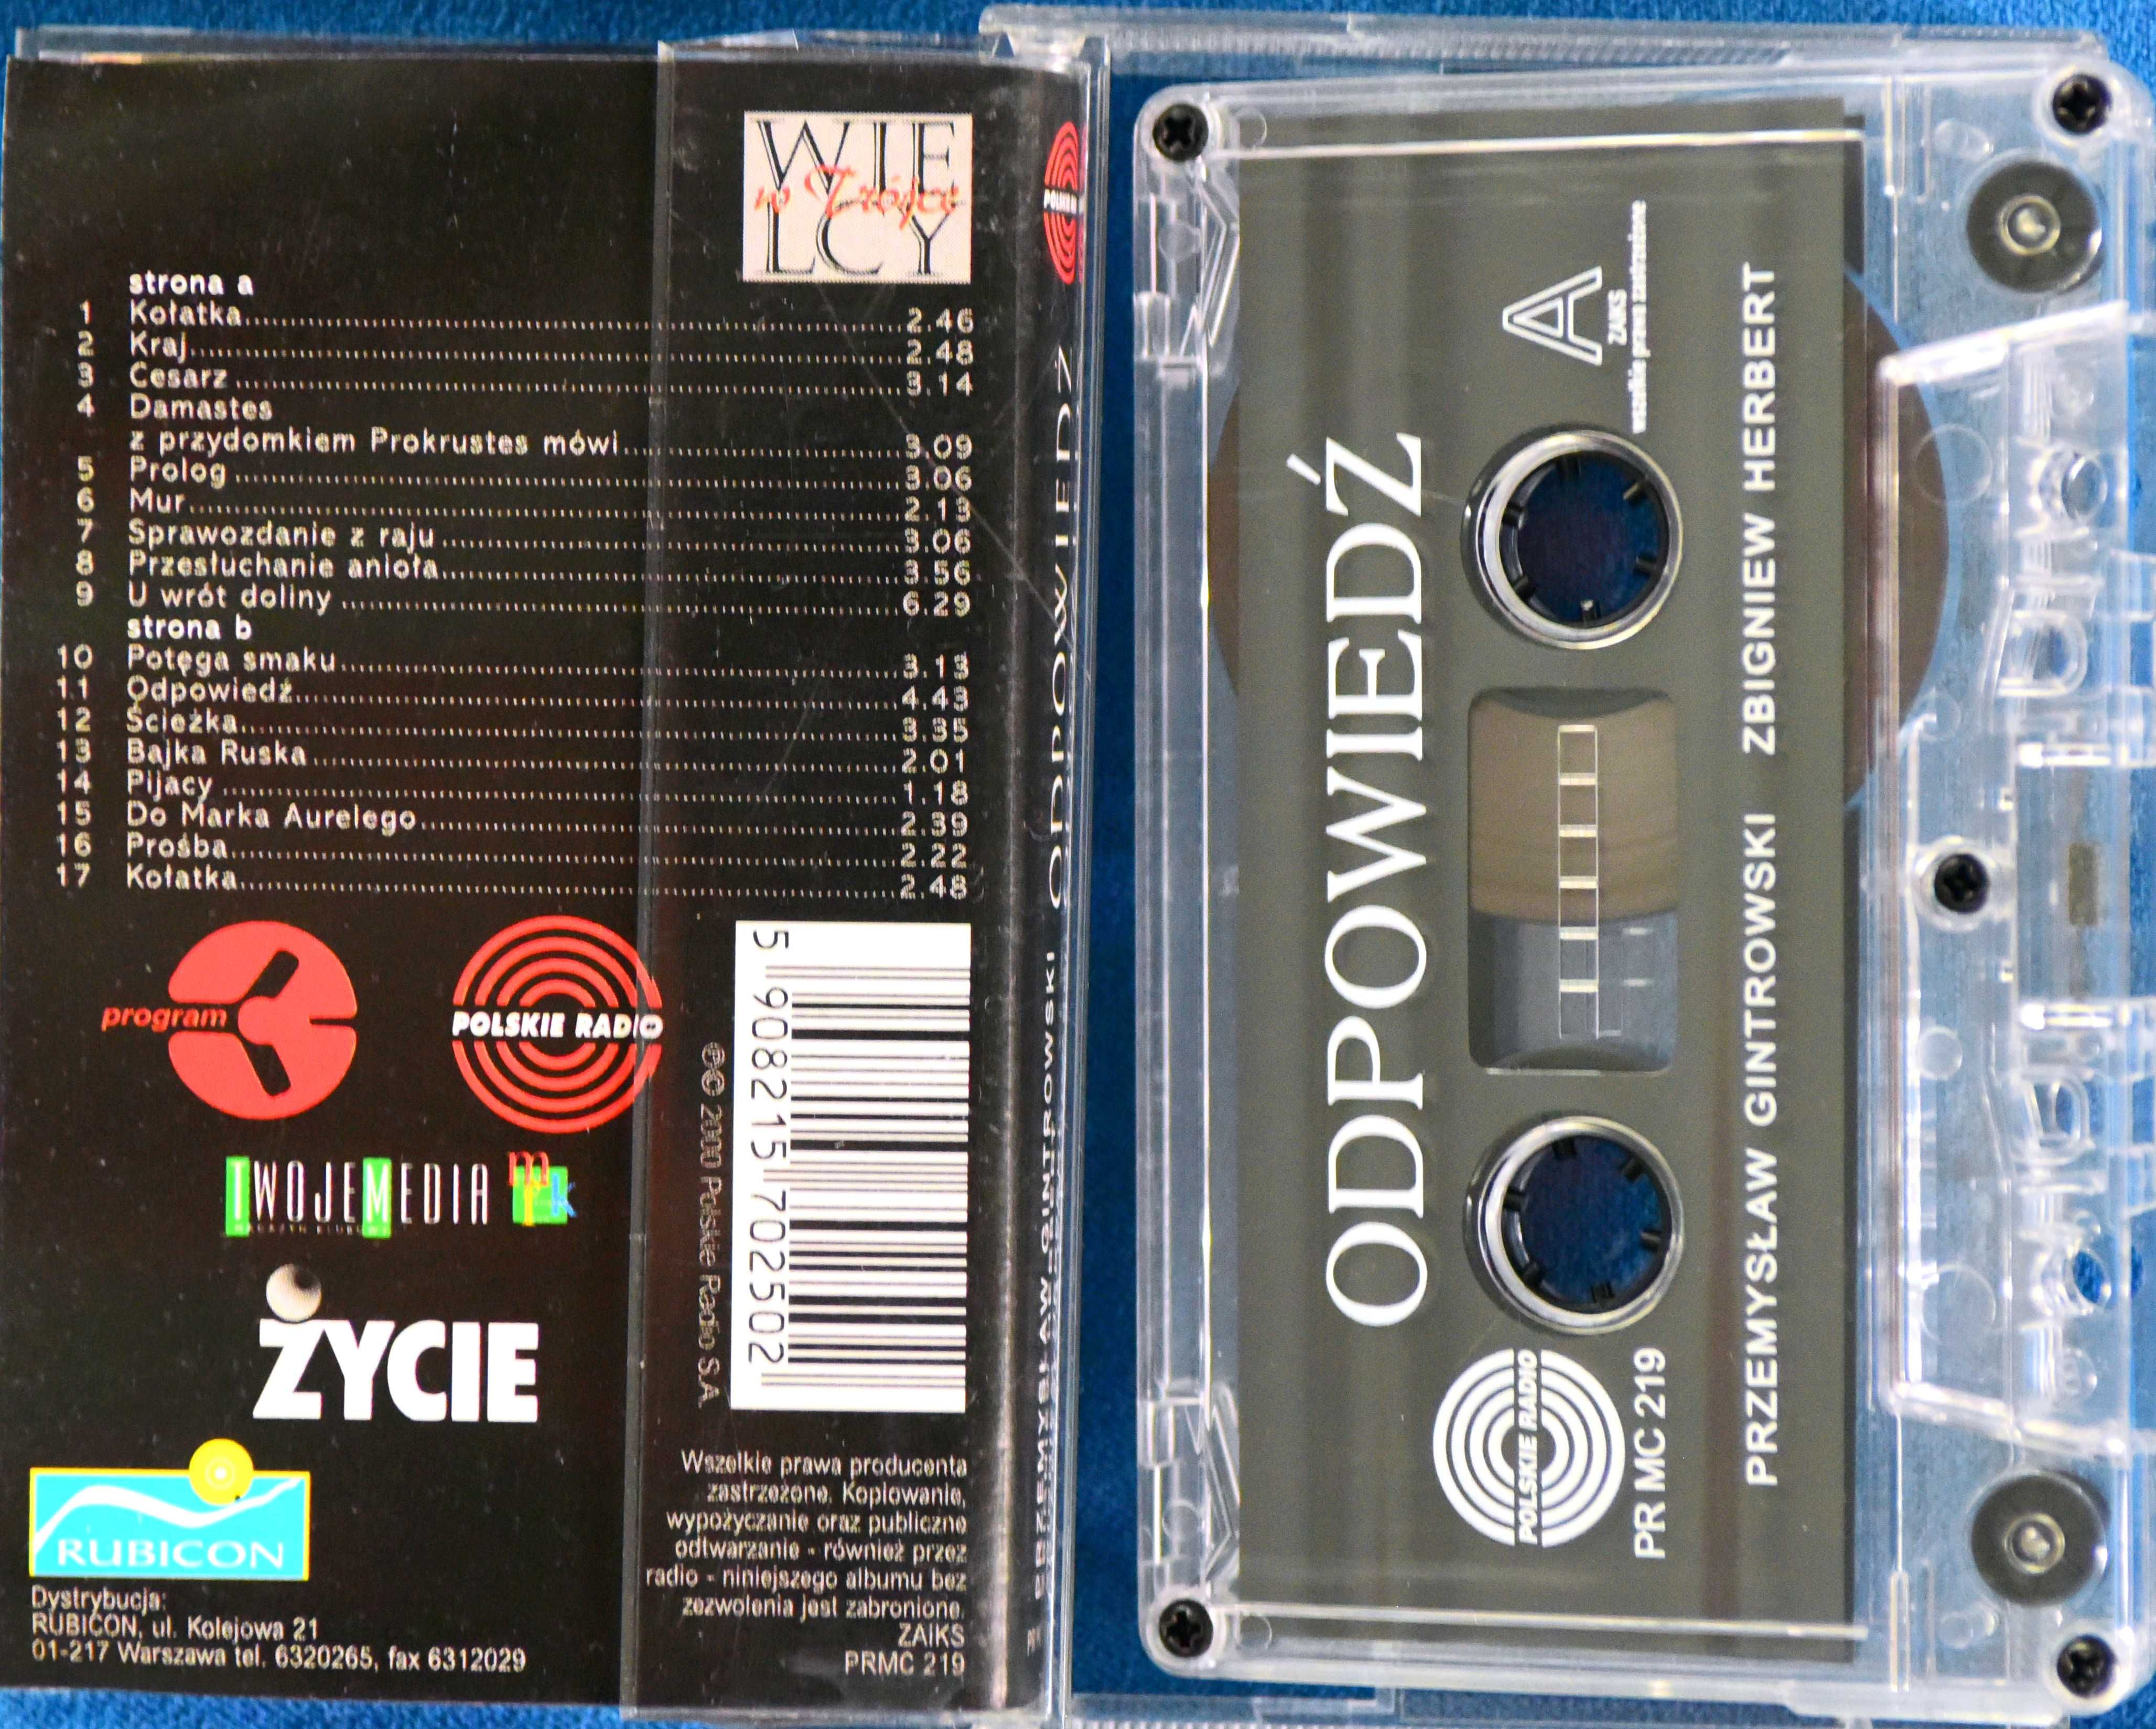 WIE
w Trójce
LCY
strona a
1 Kołatka 2.46
2 Kraj 2.48
3 Cesarz 3.14
4 Damastes
z przydomkiem Prokrustes mówi 3.09
5 Prolog 3.06
6 Mur 2.13
7 Sprawozdanie z raju 3.06
8 Przesłuchanie anioła 3.56
9 U wrót doliny 6.29
strona b
10 Potęga smaku 3.13
11 Odpowiedź 4.43
12 Ścieżka 3.35
13 Bajka Ruska 2.01
14 Pijacy 1.18
15 Do Marka Aurelego 2.39
16 Prośba 2.22
17 Kołatka 2.48
program
POLSKIE RADIO
TWOJEMEDIA
mrk
ŻYCIE
RUBICON
Dystrybucja:
RUBICON, ul. Kolejowa 21
01-217 Warszawa tel. 6320265, fax 6312029
5 908215 702502
℗© 2000 Polskie Radio S.A.
Wszelkie prawa producenta
zastrzeżone. Kopiowanie,
wypożyczanie oraz publiczne
odtwarzanie - również przez
radio - niniejszego albumu bez
zezwolenia jest zabronione.
ZAiKS
PRMC 219
PRZEMYSŁAW GINTROWSKI ODPOWIEDŹ
ODPOWIEDŹ
A
ZAIKS
wszelkie prawa zastrzeżone
POLSKIE RADIO
PR MC 219
PRZEMYSŁAW GINTROWSKI ZBIGNIEW HERBERT